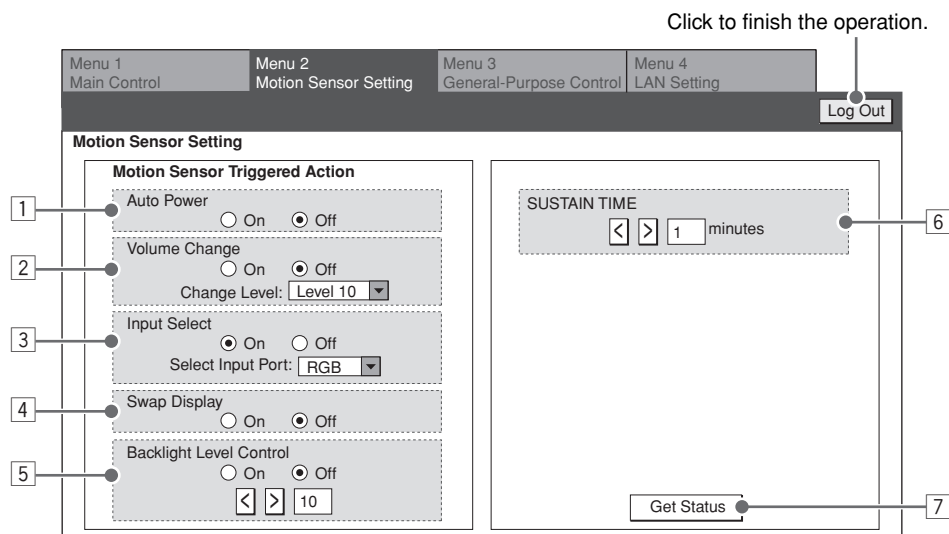 Click to finish the operation.
Menu 1 Menu 2 Menu 3 Menu 4
Main Control Motion Sensor Setting General-Purpose Control LAN Setting
Log Out
Motion Sensor Setting
Motion Sensor Triggered Action
1
Auto Power
On Off
2
Volume Change
On Off
Change Level: Level 10
3
Input Select
On Off
Select Input Port: RGB
4
Swap Display
On Off
5
Backlight Level Control
On Off
< > 10
SUSTAIN TIME
< > 1 minutes
6
Get Status
7